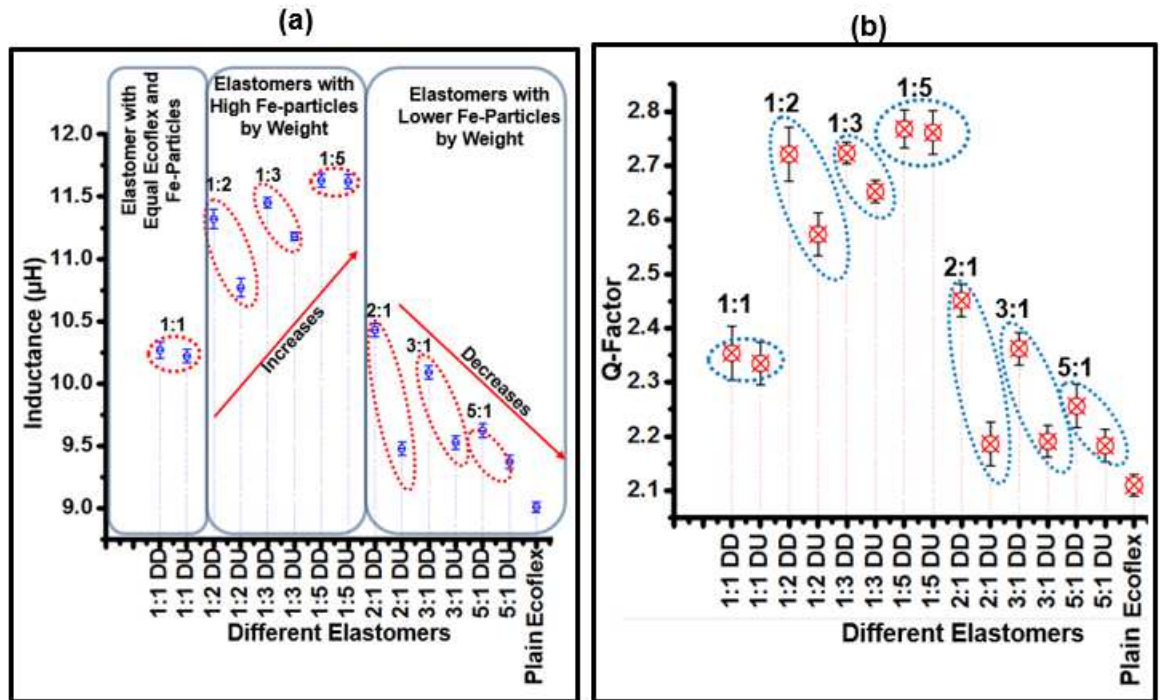 (a)
Elastomer with
Equal Ecoflex and
Fe-Particles
Elastomers with
High Fe-particles
by Weight
Elastomers with
Lower Fe-Particles
by Weight
12.0
11.5
11.0
10.5
10.0
9.5
9.0
Inductance (μH)
1:1
1:2
1:3
1:5
2:1
3:1
5:1
Increases
Decreases
1:1 DD
1:1 DU
1:2 DD
1:2 DU
1:3 DD
1:3 DU
1:5 DD
1:5 DU
2:1 DD
2:1 DU
3:1 DD
3:1 DU
5:1 DD
5:1 DU
Plain Ecoflex
Different Elastomers
(b)
2.8
2.7
2.6
2.5
2.4
2.3
2.2
2.1
Q-Factor
1:1
1:2
1:3
1:5
2:1
3:1
5:1
1:1 DD
1:1 DU
1:2 DD
1:2 DU
1:3 DD
1:3 DU
1:5 DD
1:5 DU
2:1 DD
2:1 DU
3:1 DD
3:1 DU
5:1 DD
5:1 DU
Plain Ecoflex
Different Elastomers